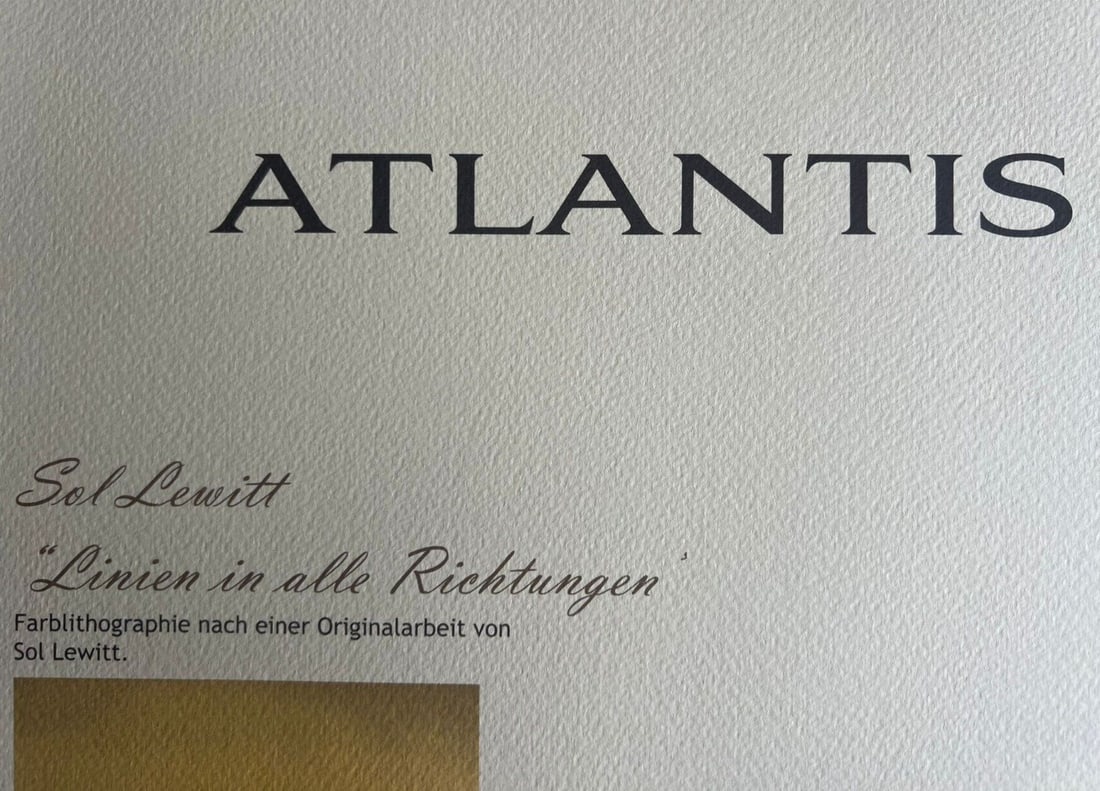 ATLANTIS
Sol Lewitt
“Linien in alle Richtungen’
Farblithographie nach einer Originalarbeit von
Sol Lewitt.